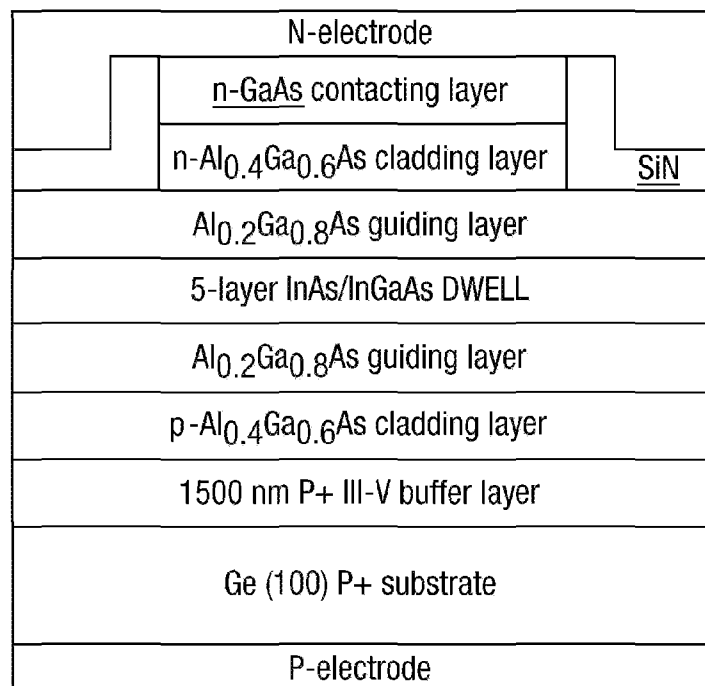 N-electrode
n-GaAs contacting layer
n-Al0.4Ga0.6As cladding layer
SiN
Al0.2Ga0.8As guiding layer
5-layer InAs/InGaAs DWELL
Al0.2Ga0.8As guiding layer
p-Al0.4Ga0.6As cladding layer
1500 nm P+ III-V buffer layer
Ge (100) P+ substrate
P-electrode